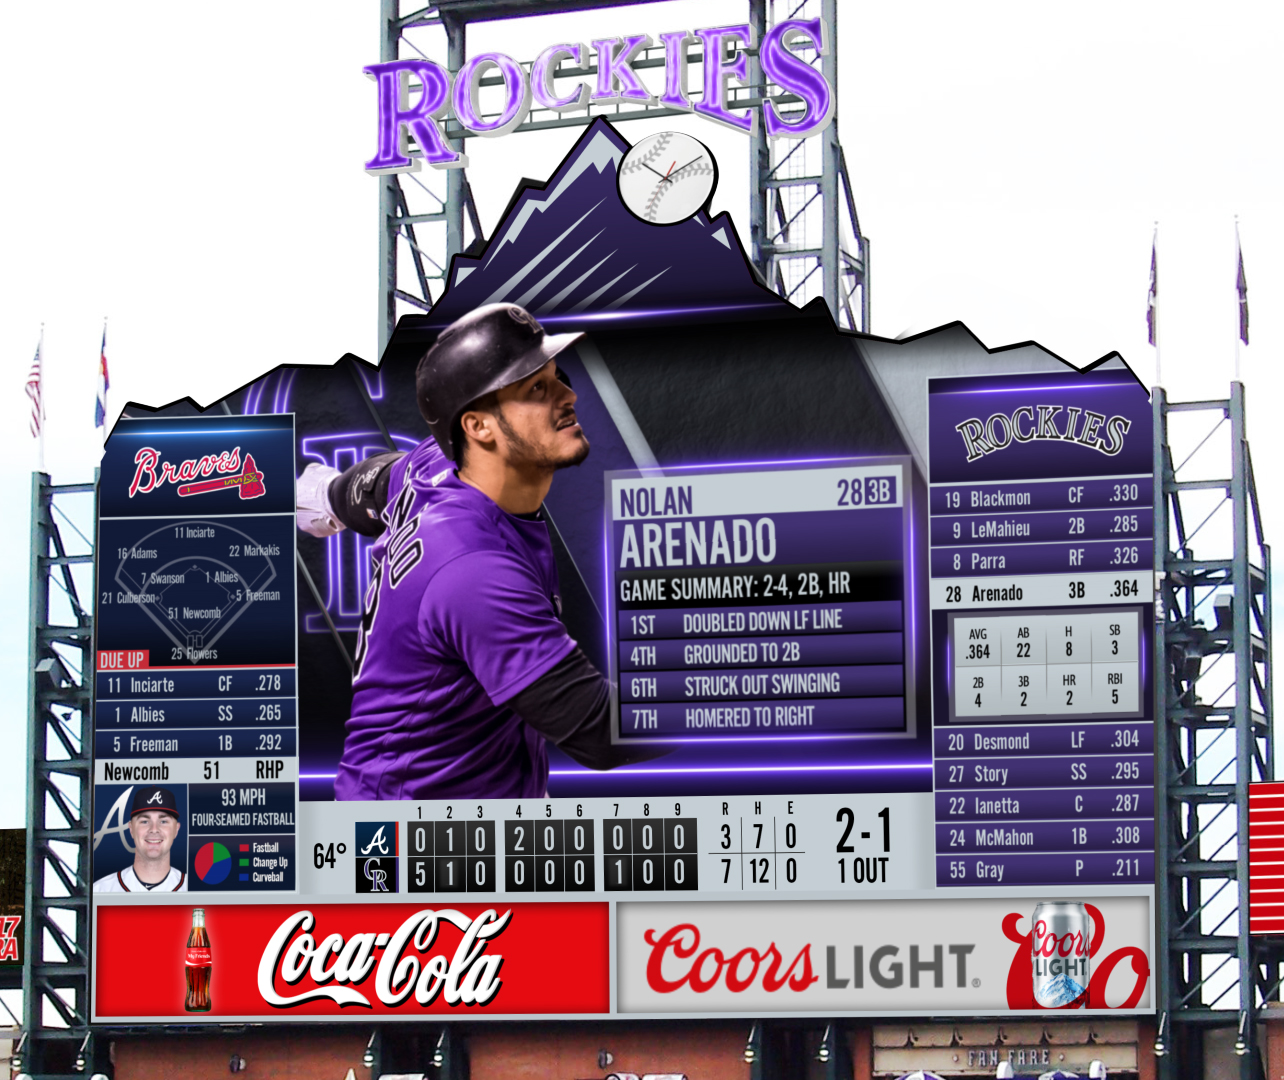 ROCKIES
Braves
11 Inciarte
16 Adams
22 Markakis
7 Swanson
1 Albies
21 Culberson
5 Freeman
51 Newcomb
25 Flowers
DUE UP
11 Inciarte CF .278
1 Albies SS .265
5 Freeman 1B .292
Newcomb 51 RHP
A
A
93 MPH
FOUR-SEAMED FASTBALL
Fastball
Change Up
Curveball
NOLAN 28 3B
ARENADO
GAME SUMMARY: 2-4, 2B, HR
1ST DOUBLED DOWN LF LINE
4TH GROUNDED TO 2B
6TH STRUCK OUT SWINGING
7TH HOMERED TO RIGHT
ROCKIES
19 Blackmon CF .330
9 LeMahieu 2B .285
8 Parra RF .326
28 Arenado 3B .364
AVG AB H SB
.364 22 8 3
2B 3B HR RBI
4 2 2 5
20 Desmond LF .304
27 Story SS .295
22 Ianetta C .287
24 McMahon 1B .308
55 Gray P .211
1 2 3 4 5 6 7 8 9 R H E
A 0 1 0 2 0 0 0 0 0 3 7 0
CR 5 1 0 0 0 0 1 0 0 7 12 0
64°
2-1
1 OUT
Coca-Cola
Coors LIGHT®
Coors
LIGHT
FAN FARE